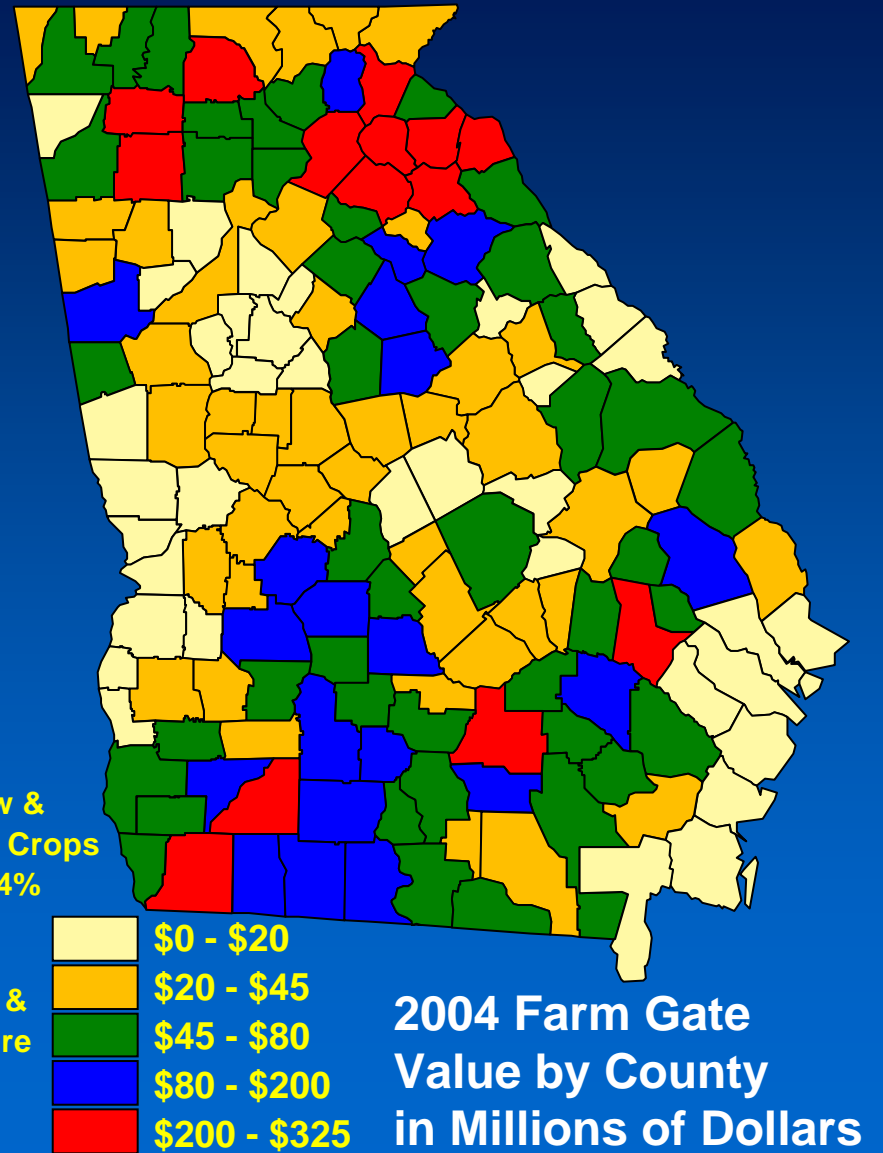 w &
Crops
4%
&
re
$0 - $20
$20 - $45
$45 - $80
$80 - $200
$200 - $325
2004 Farm Gate
Value by County
in Millions of Dollars